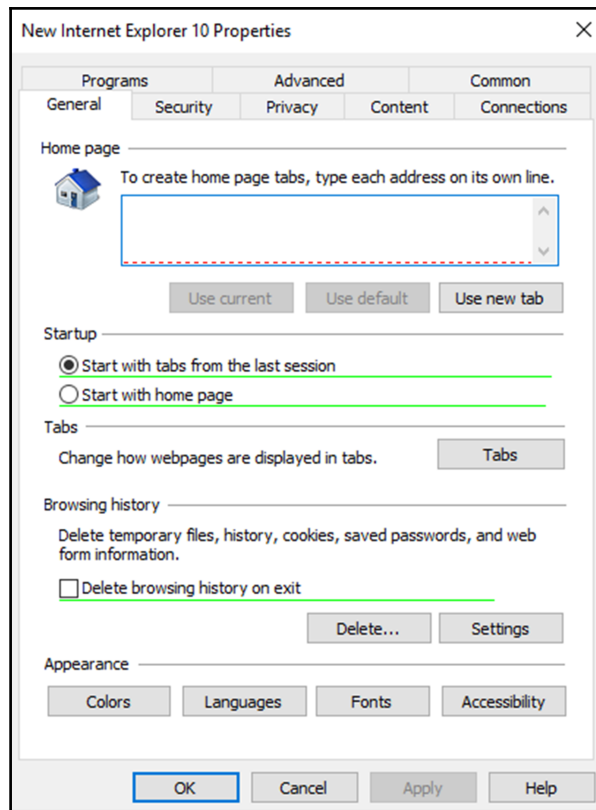 New Internet Explorer 10 Properties
Programs Advanced Common
General Security Privacy Content Connections
Home page
To create home page tabs, type each address on its own line.
Use current Use default Use new tab
Startup
Start with tabs from the last session
Start with home page
Tabs
Change how webpages are displayed in tabs. Tabs
Browsing history
Delete temporary files, history, cookies, saved passwords, and web
form information.
Delete browsing history on exit
Delete... Settings
Appearance
Colors Languages Fonts Accessibility
OK Cancel Apply Help